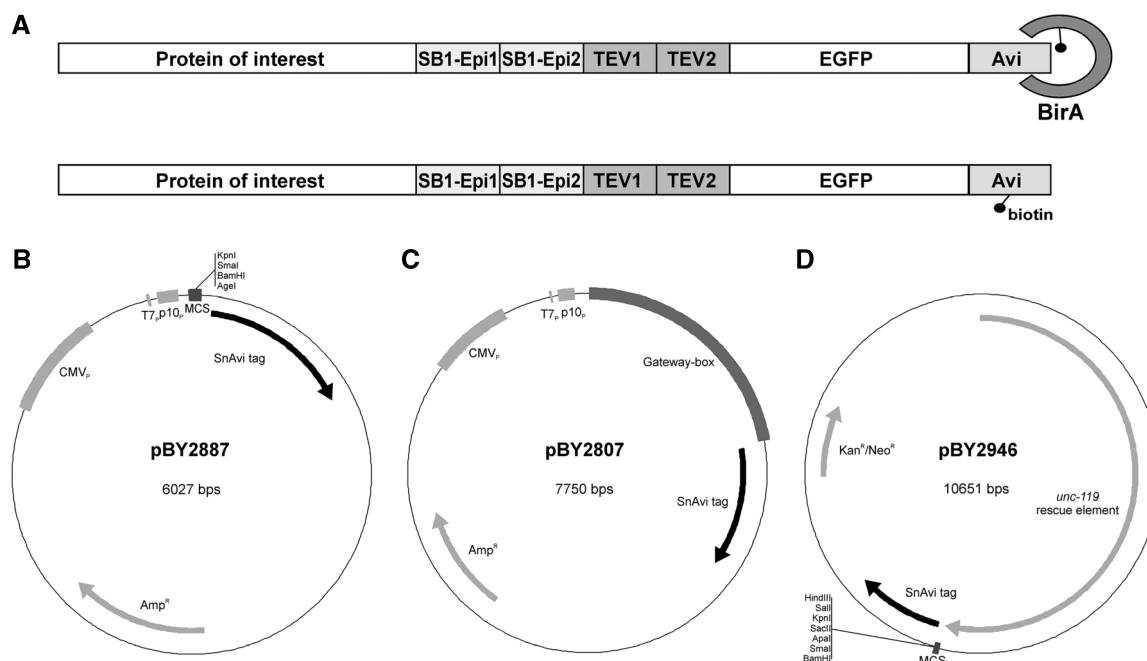 A
Protein of interest SB1-Epi1 SB1-Epi2 TEV1 TEV2 EGFP Avi
BirA
Protein of interest SB1-Epi1 SB1-Epi2 TEV1 TEV2 EGFP Avi
biotin
B
KpnI
SmaI
BamHI
AgeI
T7P p10P MCS
SnAvi tag
CMVP
pBY2887
6027 bps
AmpR
C
T7P p10P
CMVP
Gateway-box
pBY2807
7750 bps
SnAvi tag
AmpR
D
KanR/NeoR
pBY2946
10651 bps
unc-119
rescue element
SnAvi tag
HindIII
SalI
KpnI
SacII
ApaI
SmaI
BamHI
MCS